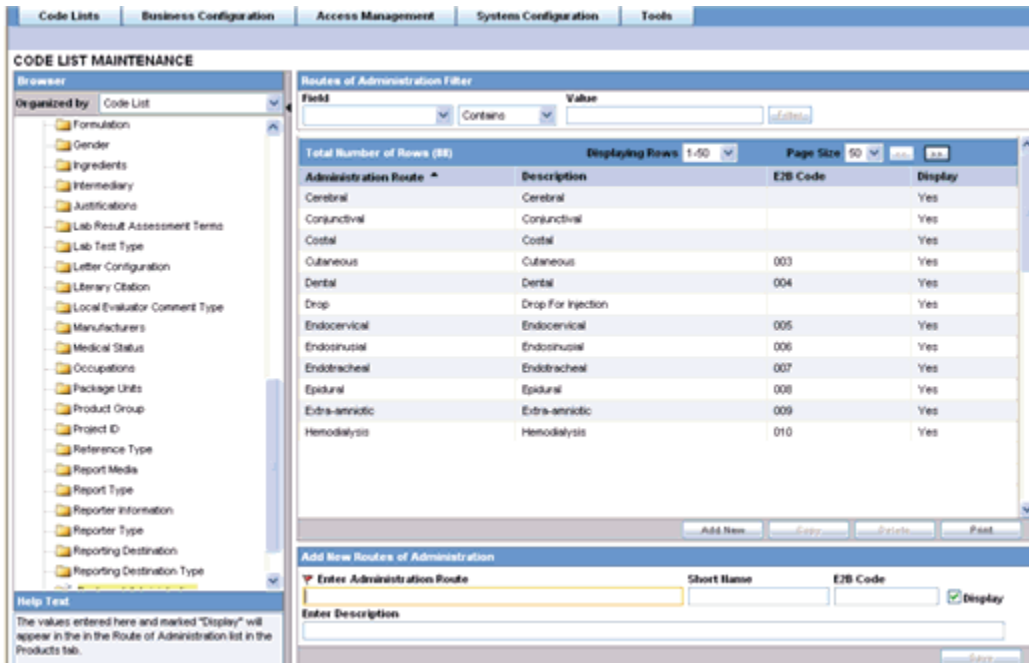 Code Lists Business Configuration Access Management System Configuration Tools
CODE LIST MAINTENANCE
Browser
Organized by Code List
Formulation
Gender
Ingredients
Intermediary
Justifications
Lab Result Assessment Terms
Lab Test Type
Letter Configuration
Literary Citation
Local Evaluator Comment Type
Manufacturers
Medical Status
Occupations
Package Units
Product Group
Project ID
Reference Type
Report Media
Report Type
Reporter Information
Reporter Type
Reporting Destination
Reporting Destination Type
Help Text
The values entered here and marked "Display" will
appear in the in the Route of Administration list in the
Products tab.
Routes of Administration Filter
Field Value
Contains Filter
Total Number of Rows (88) Displaying Rows 1-50 Page Size 50 << >>
Administration Route Description E2B Code Display
Cerebral Cerebral Yes
Conjunctival Conjunctival Yes
Costal Costal Yes
Cutaneous Cutaneous 003 Yes
Dental Dental 004 Yes
Drop Drop For Injection Yes
Endocervical Endocervical 005 Yes
Endosinusial Endosinusial 006 Yes
Endotracheal Endotracheal 007 Yes
Epidural Epidural 008 Yes
Extra-amniotic Extra-amniotic 009 Yes
Hemodialysis Hemodialysis 010 Yes
Add New Copy Delete Print
Add New Routes of Administration
Enter Administration Route Short Name E2B Code
Display
Enter Description
Save